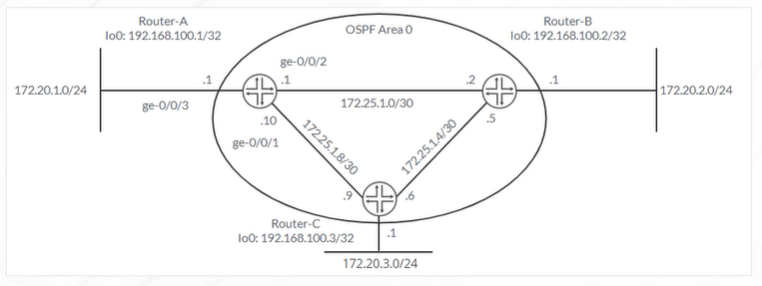 Router-A
lo0: 192.168.100.1/32
OSPF Area 0
Router-B
lo0: 192.168.100.2/32
ge-0/0/2
172.20.1.0/24
.1
.1
.2
.1
172.20.2.0/24
ge-0/0/3
172.25.1.0/30
.10
.5
ge-0/0/1
172.25.1.8/30
172.25.1.4/30
.9
.6
Router-C
lo0: 192.168.100.3/32
.1
172.20.3.0/24